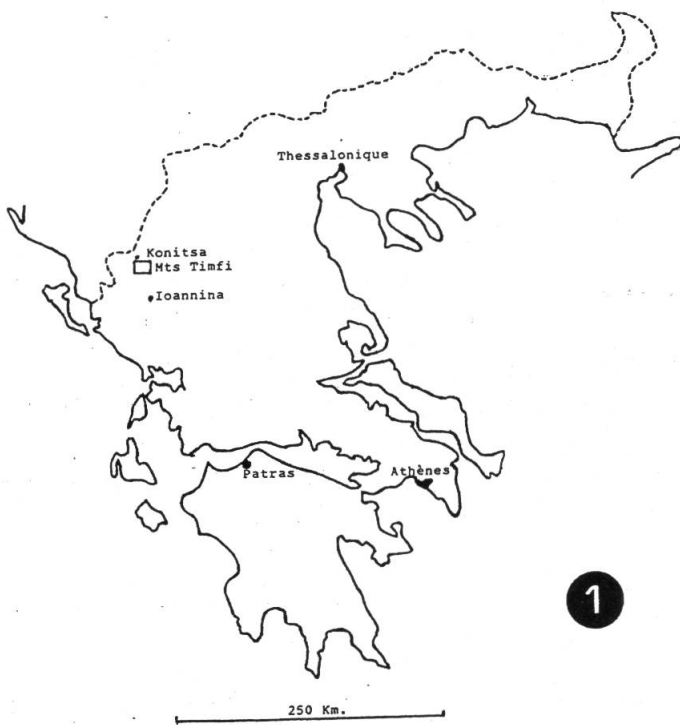 Thessalonique
Konitsa
Mts Timfi
Ioannina
Patras
Athènes
1
250 Km.